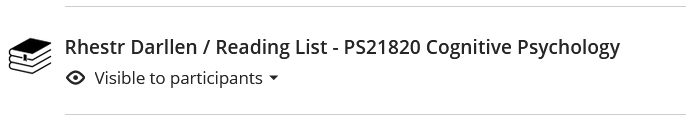 Rhestr Darllen / Reading List - PS21820 Cognitive Psychology
Visible to participants